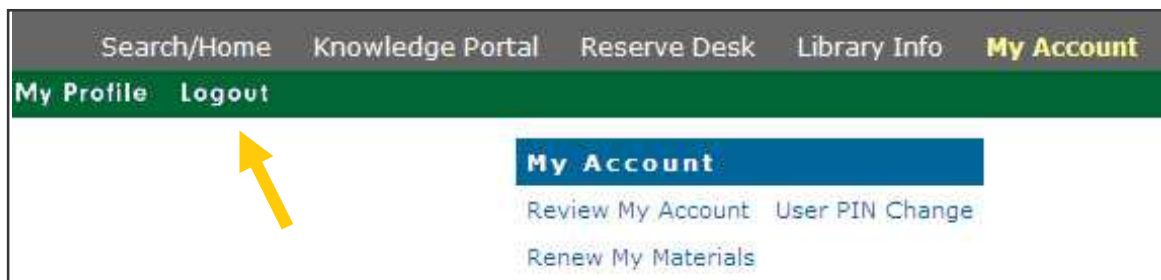 Search/Home Knowledge Portal Reserve Desk Library Info My Account
My Profile Logout
My Account
Review My Account User PIN Change
Renew My Materials